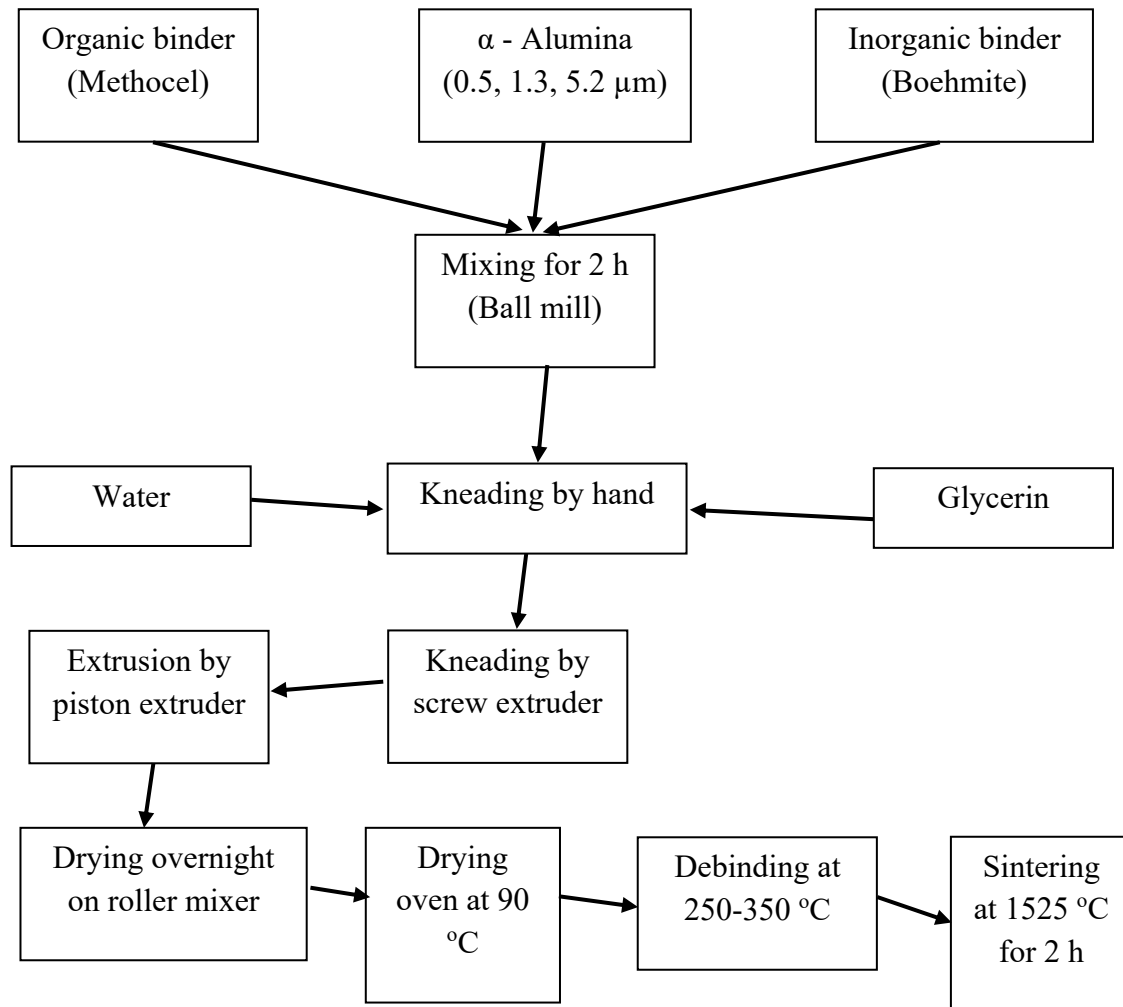 Organic binder
(Methocel)
α - Alumina
(0.5, 1.3, 5.2 µm)
Inorganic binder
(Boehmite)
Mixing for 2 h
(Ball mill)
Water
Kneading by hand
Glycerin
Extrusion by
piston extruder
Kneading by
screw extruder
Drying overnight
on roller mixer
Drying
oven at 90
ºC
Debinding at
250-350 ºC
Sintering
at 1525 ºC
for 2 h